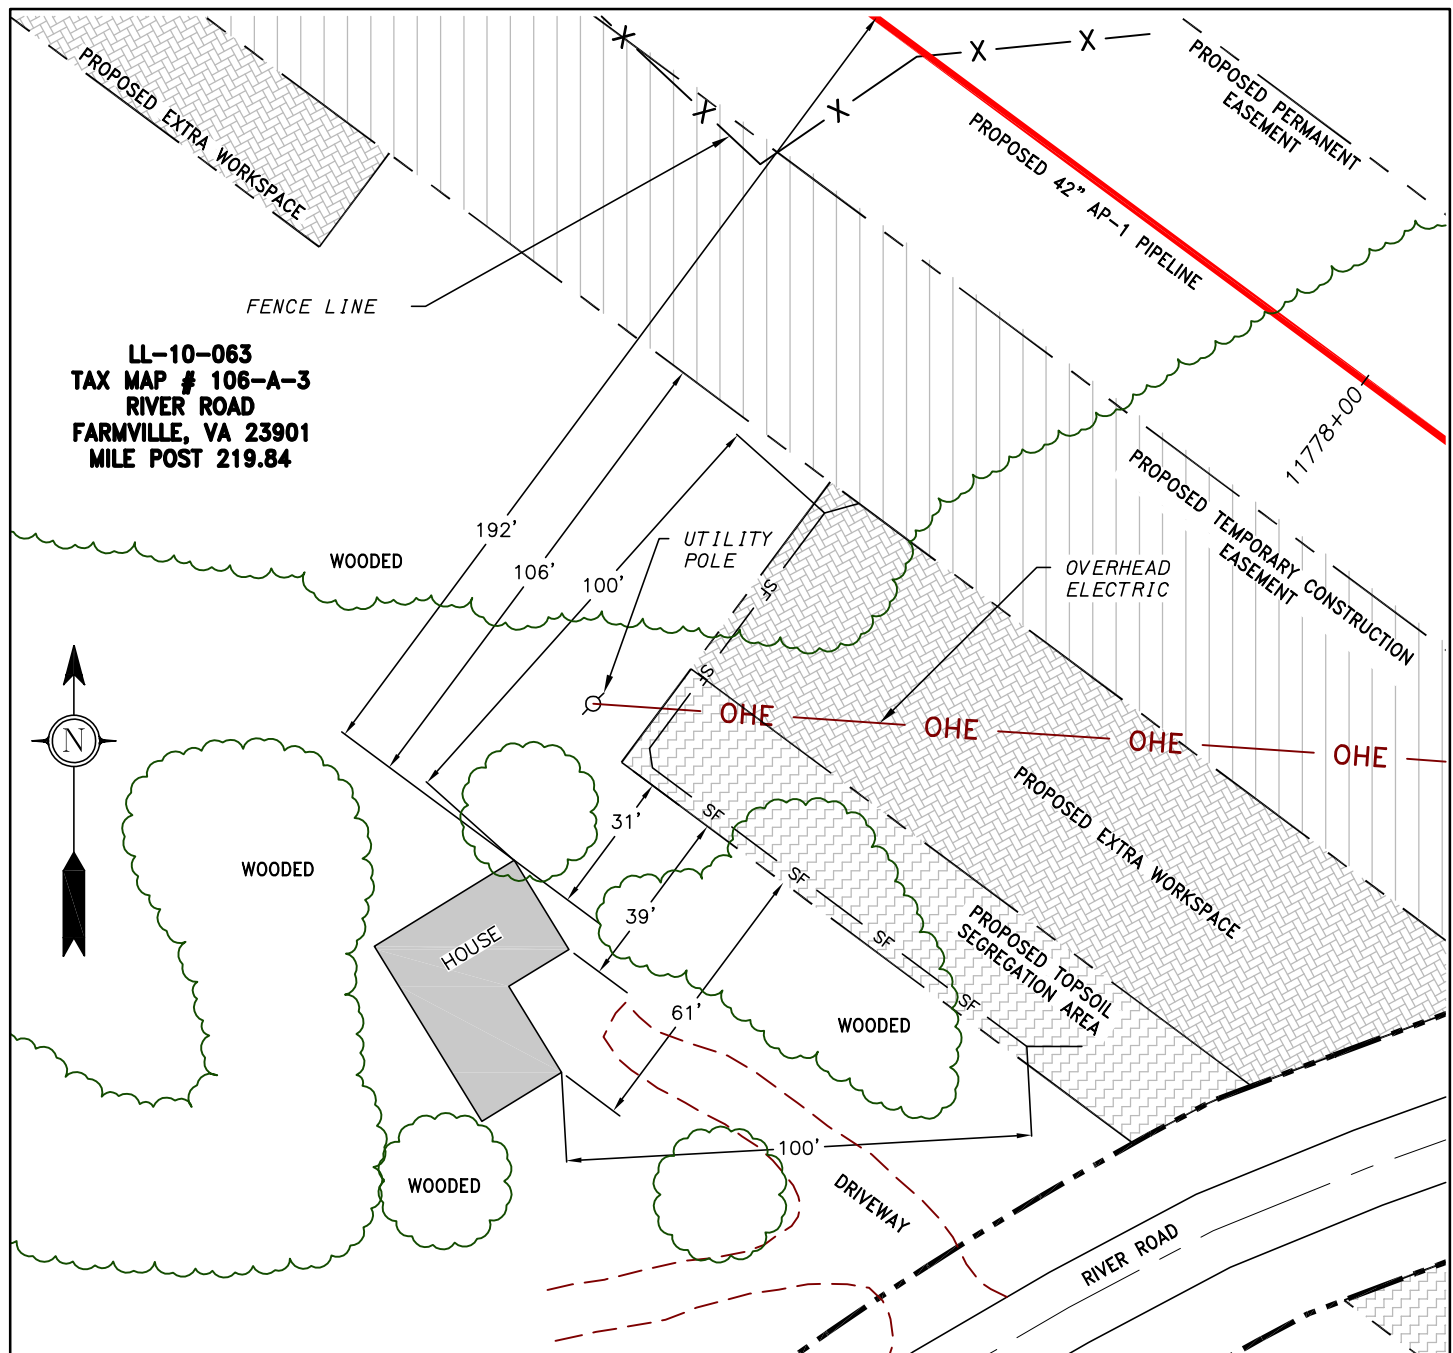 PROPOSED EXTRA WORKSPACE
X
X
X
X
X
PROPOSED PERMANENT
EASEMENT
PROPOSED 42" AP-1 PIPELINE
FENCE LINE
LL-10-063
TAX MAP # 106-A-3
RIVER ROAD
FARMVILLE, VA 23901
MILE POST 219.84
11778+00
PROPOSED TEMPORARY CONSTRUCTION
EASEMENT
192'
106'
100'
UTILITY
POLE
OVERHEAD
ELECTRIC
WOODED
SF
SF
OHE
OHE
OHE
OHE
N
PROPOSED EXTRA WORKSPACE
31'
SF
SF
SF
SF
WOODED
39'
HOUSE
PROPOSED TOPSOIL
SEGREGATION AREA
61'
WOODED
100'
WOODED
DRIVEWAY
RIVER ROAD